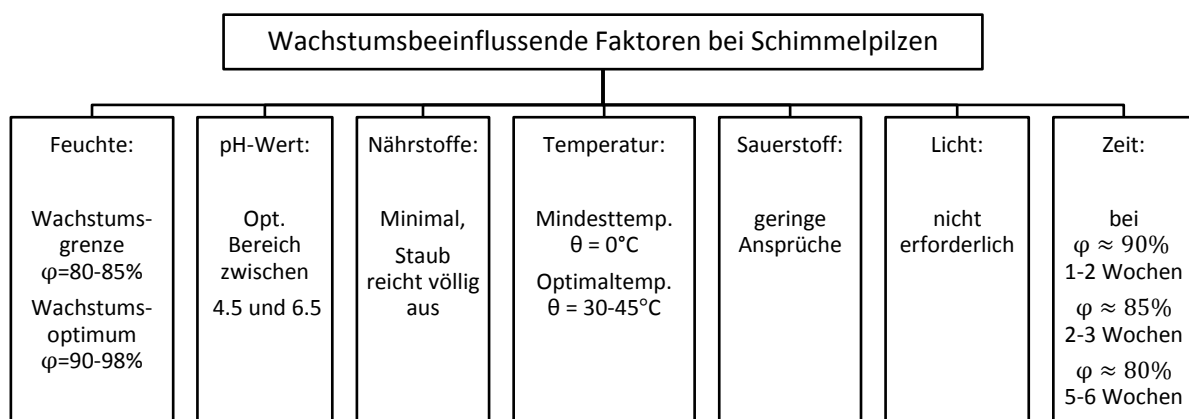 Wachstumsbeeinflussende Faktoren bei Schimmelpilzen
Feuchte:
Wachstums-
grenze
φ=80-85%
Wachstums-
optimum
φ=90-98%
pH-Wert:
Opt.
Bereich
zwischen
4.5 und 6.5
Nährstoffe:
Minimal,
Staub
reicht völlig
aus
Temperatur:
Mindesttemp.
θ = 0°C
Optimaltemp.
θ = 30-45°C
Sauerstoff:
geringe
Ansprüche
Licht:
nicht
erforderlich
Zeit:
bei
φ ≈ 90%
1-2 Wochen
φ ≈ 85%
2-3 Wochen
φ ≈ 80%
5-6 Wochen